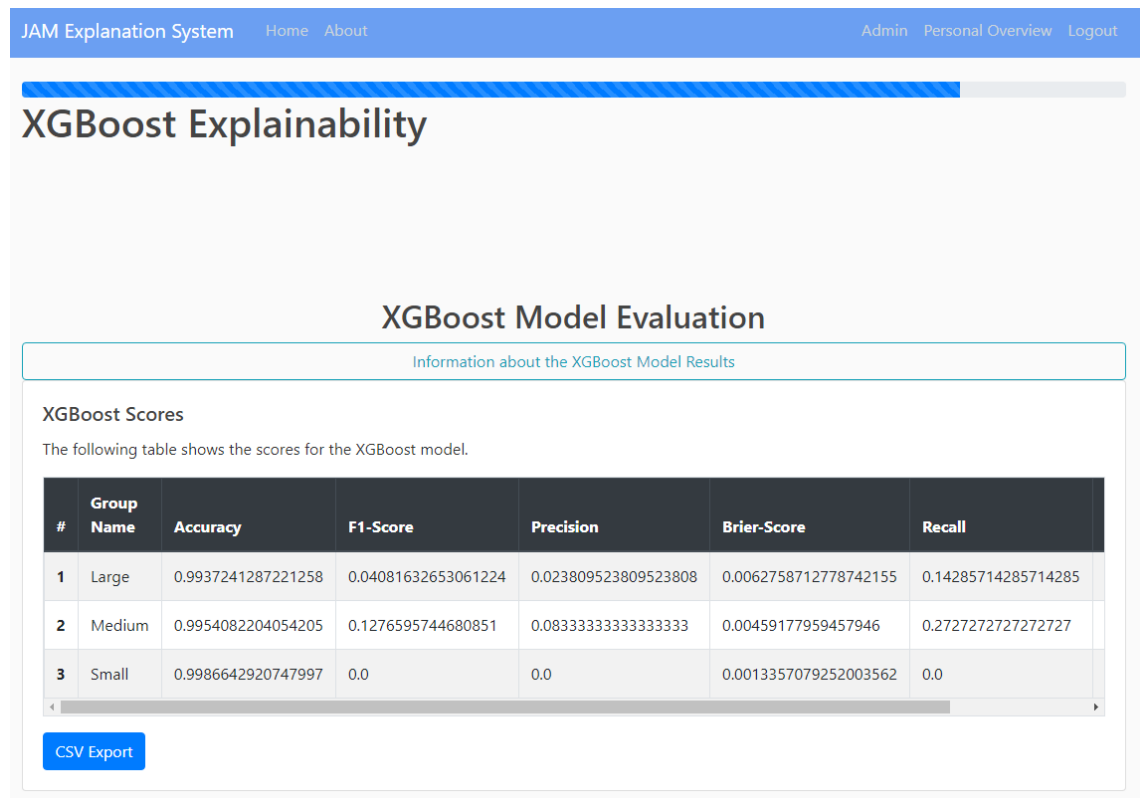 JAM Explanation System Home About Admin Personal Overview Logout
XGBoost Explainability
XGBoost Model Evaluation
Information about the XGBoost Model Results
XGBoost Scores
The following table shows the scores for the XGBoost model.
# Group Name Accuracy F1-Score Precision Brier-Score Recall
1 Large 0.9937241287221258 0.04081632653061224 0.023809523809523808 0.0062758712778742155 0.14285714285714285
2 Medium 0.9954082204054205 0.1276595744680851 0.08333333333333333 0.00459177959457946 0.2727272727272727
3 Small 0.9986642920747997 0.0 0.0 0.0013357079252003562 0.0
CSV Export